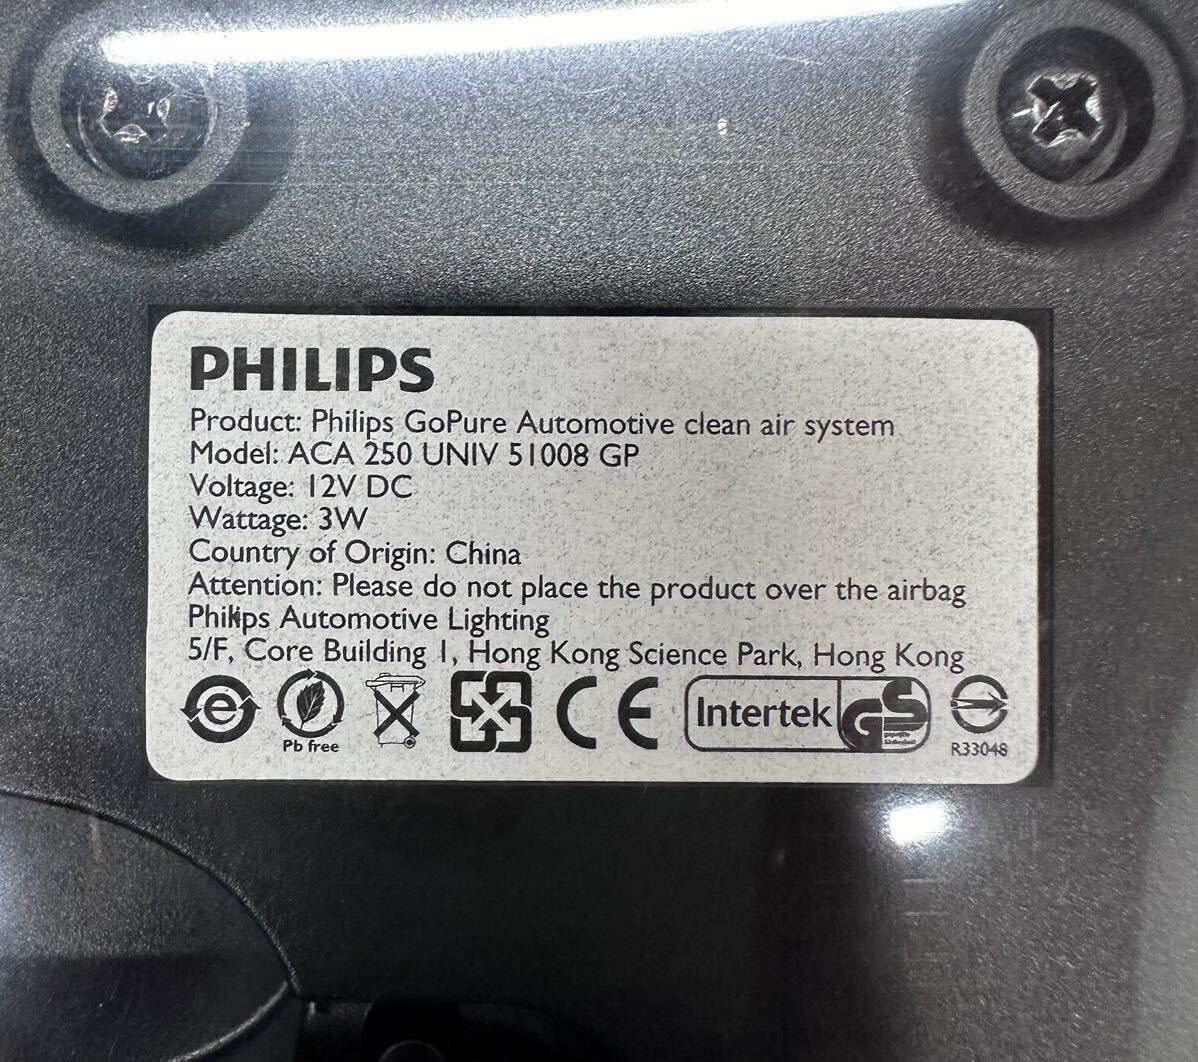 PHILIPS
Product: Philips GoPure Automotive clean air system
Model: ACA 250 UNIV 51008 GP
Voltage: 12V DC
Wattage: 3W
Country of Origin: China
Attention: Please do not place the product over the airbag
Philips Automotive Lighting
5/F, Core Building 1, Hong Kong Science Park, Hong Kong
e Pb free CE Intertek GS R33048